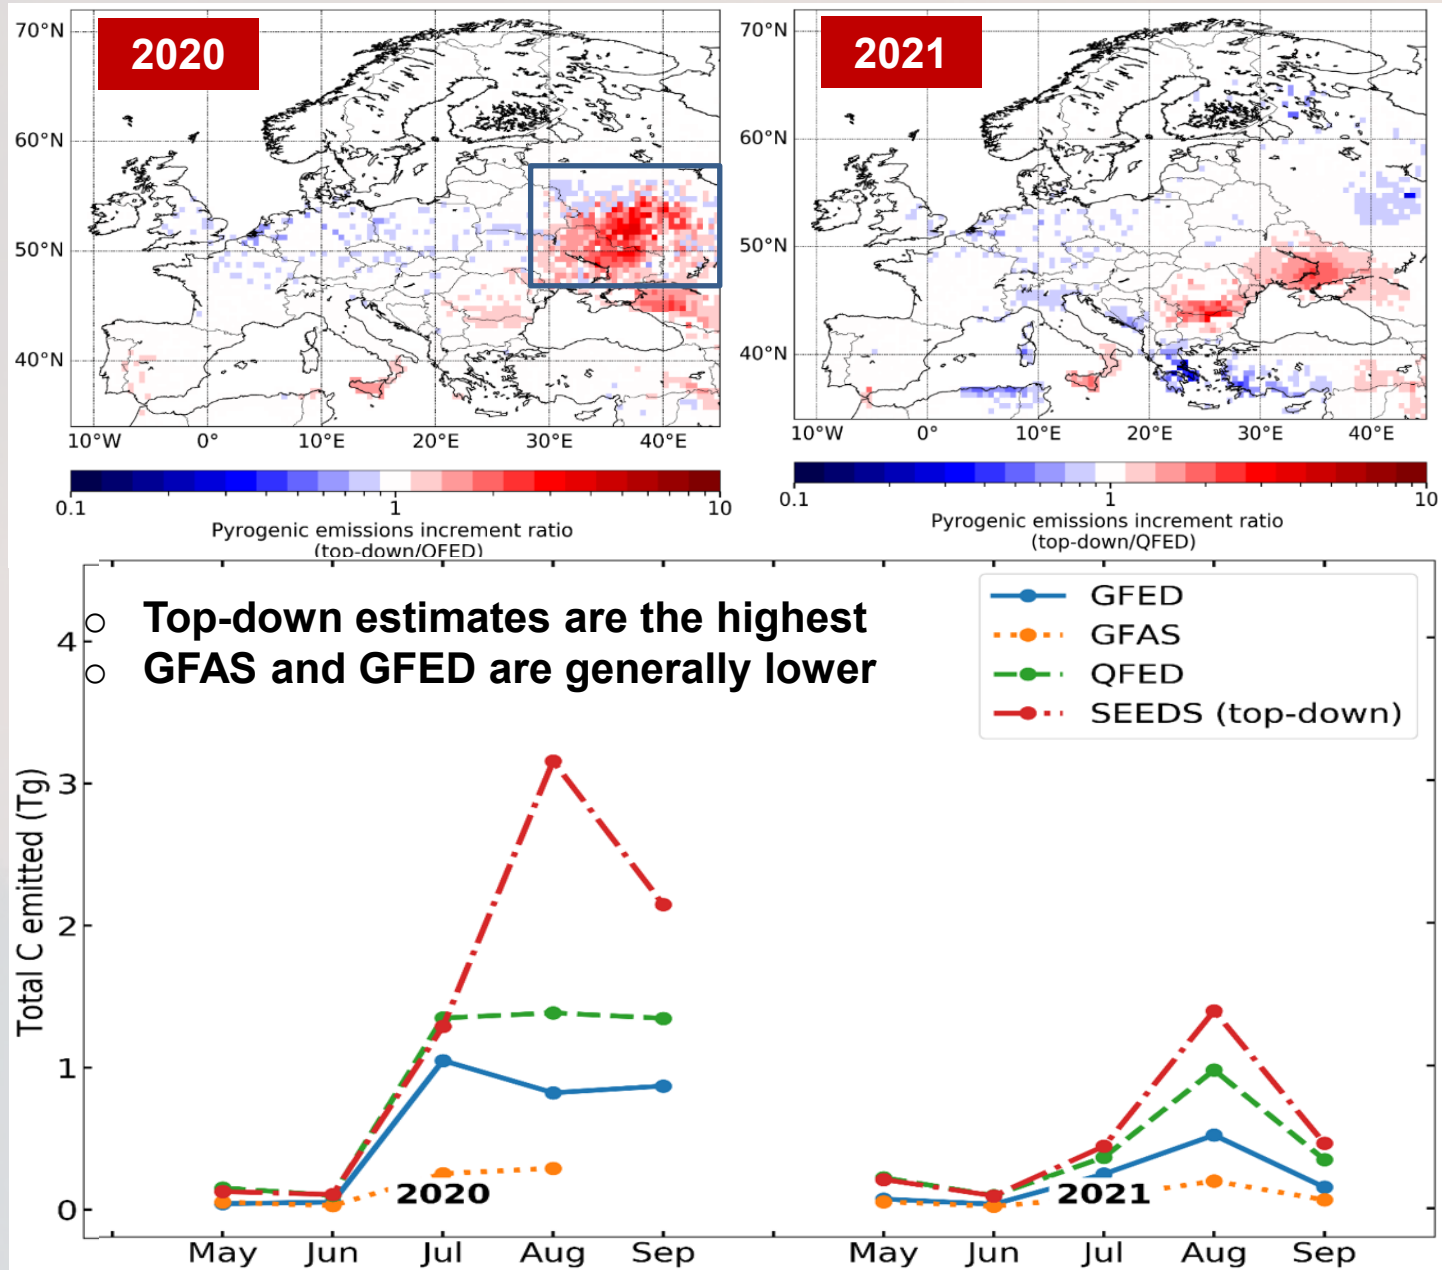 2020
2021
70°N
60°N
50°N
40°N
10°W 0° 10°E 20°E 30°E 40°E
70°N
60°N
50°N
40°N
10°W 0° 10°E 20°E 30°E 40°E
0.1 1 10
Pyrogenic emissions increment ratio
(top-down/QFED)
0.1 1 10
Pyrogenic emissions increment ratio
(top-down/QFED)
○ Top-down estimates are the highest
○ GFAS and GFED are generally lower
GFED
GFAS
QFED
SEEDS (top-down)
Total C emitted (Tg)
4
3
2
1
0
2020
2021
May Jun Jul Aug Sep May Jun Jul Aug Sep